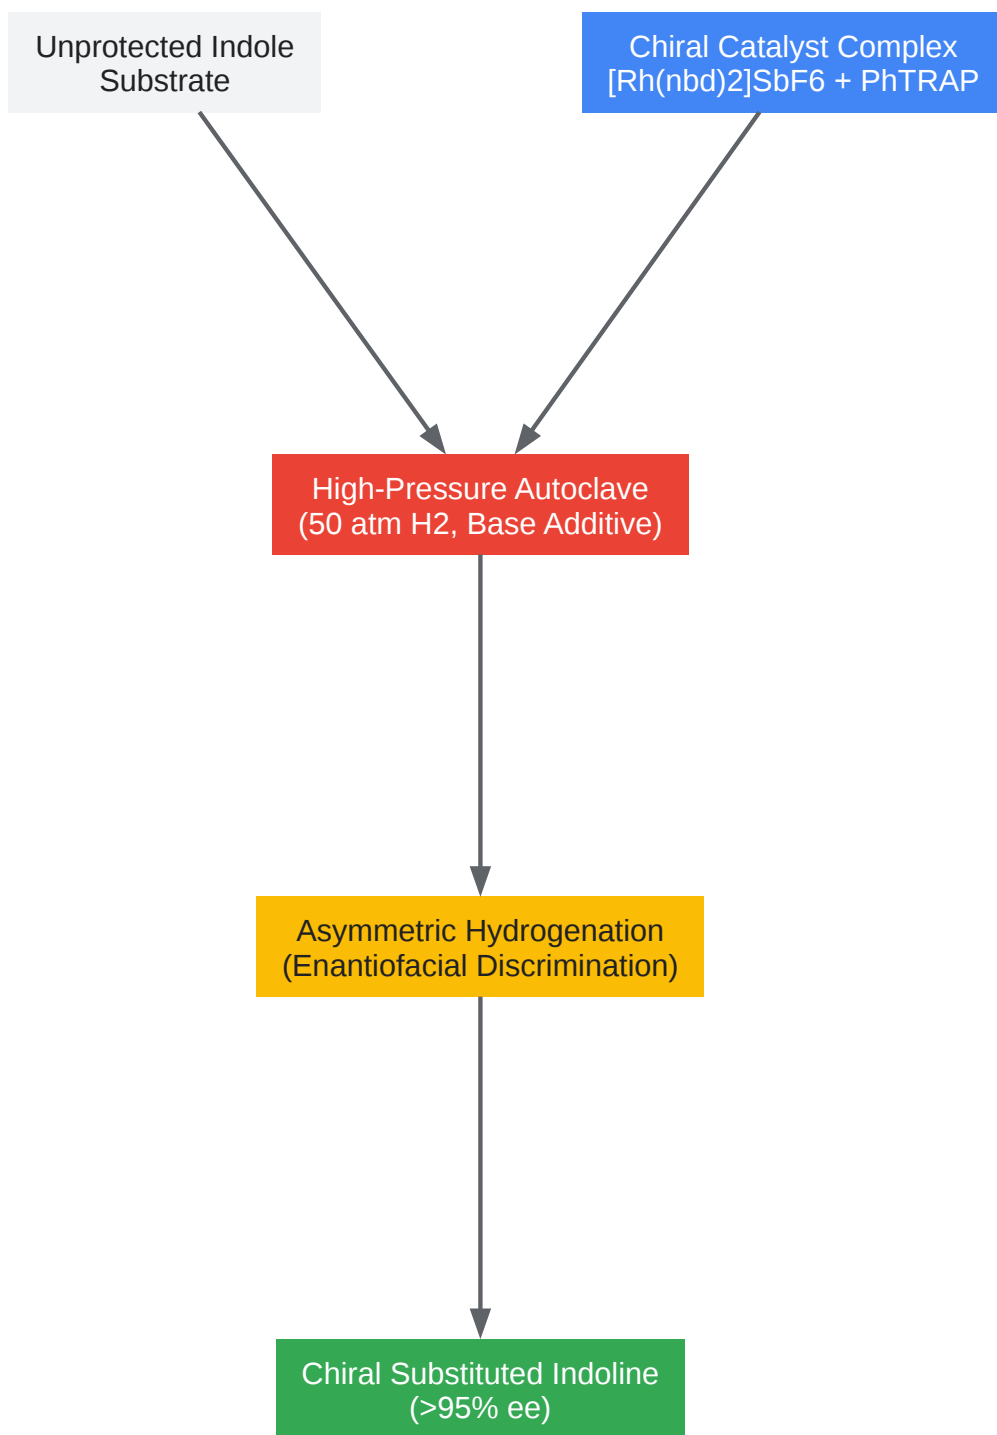 Unprotected Indole
Substrate
Chiral Catalyst Complex
[Rh(nbd)2]SbF6 + PhTRAP
High-Pressure Autoclave
(50 atm H2, Base Additive)
Asymmetric Hydrogenation
(Enantiofacial Discrimination)
Chiral Substituted Indoline
(>95% ee)